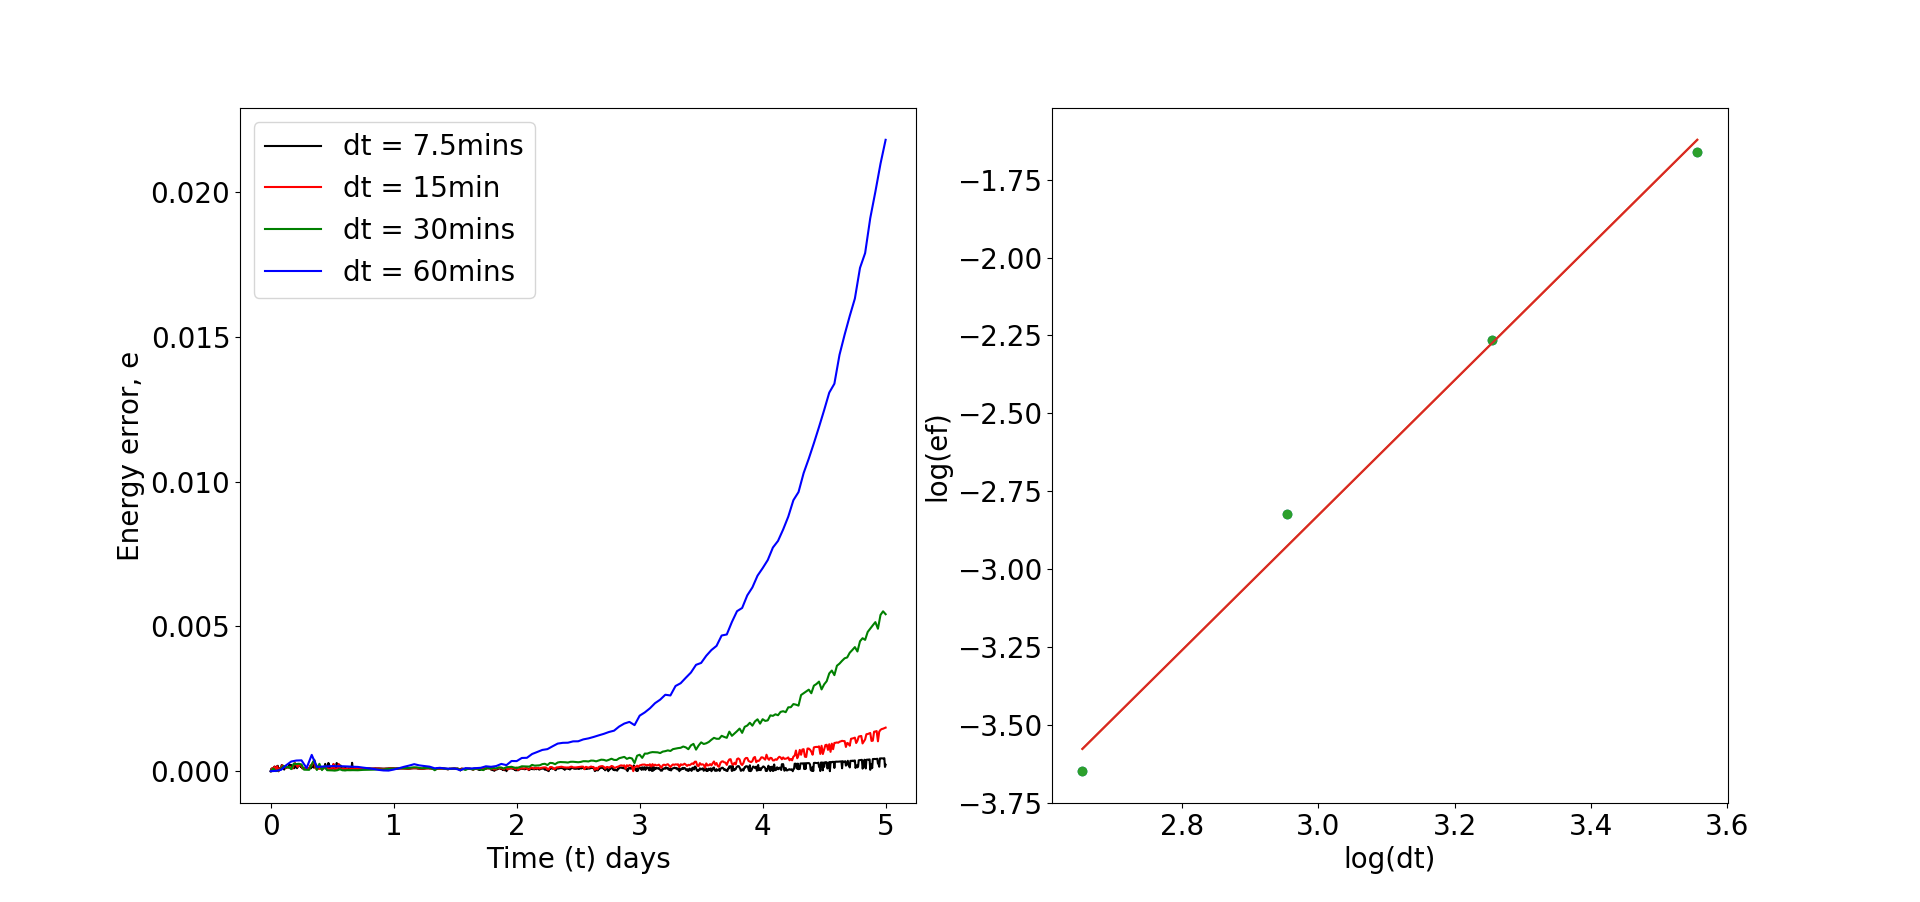 dt = 7.5mins
dt = 15min
dt = 30mins
dt = 60mins
0.020
0.015
0.010
0.005
0.000
Energy error, e
0 1 2 3 4 5
Time (t) days
−1.75
−2.00
−2.25
−2.50
−2.75
−3.00
−3.25
−3.50
−3.75
log(ef)
2.8 3.0 3.2 3.4 3.6
log(dt)